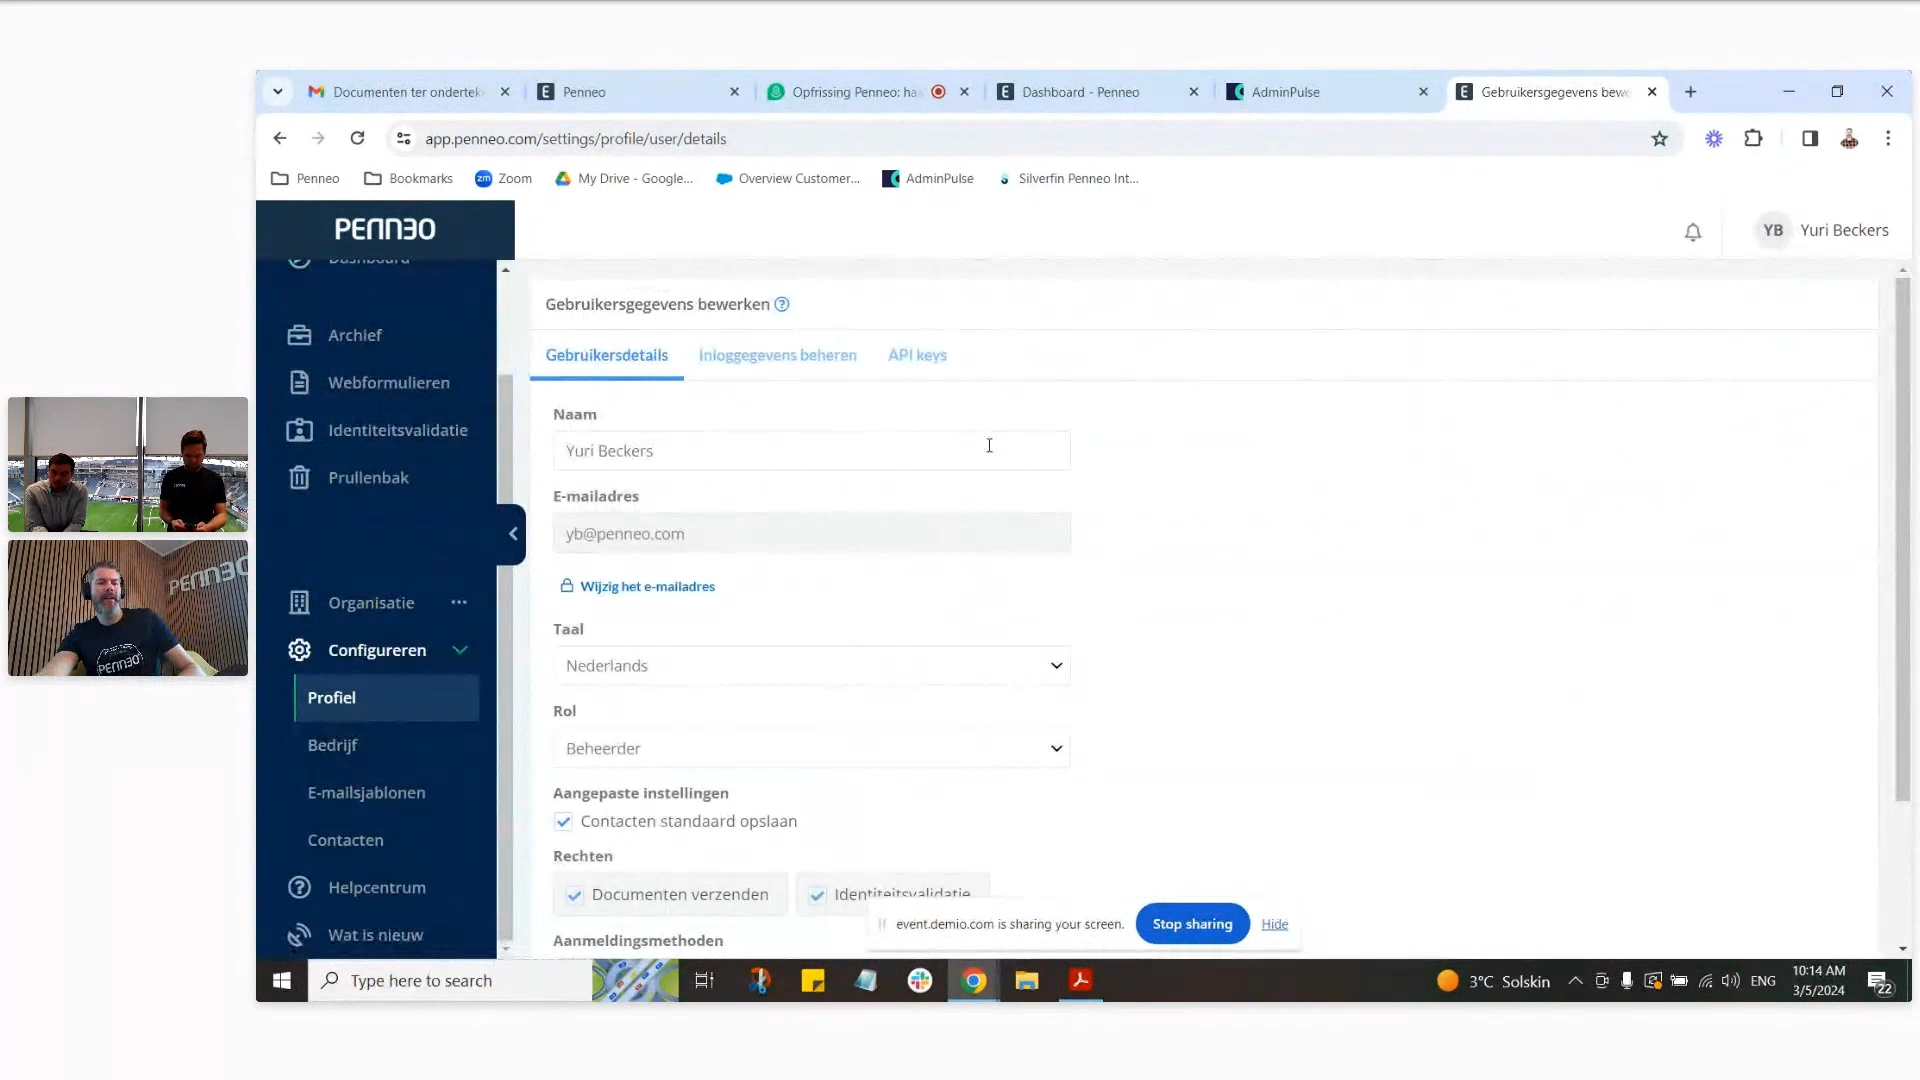 Documenten ter onderteke
Penneo
Opfrissing Penneo: ha
Dashboard - Penneo
AdminPulse
Gebruikersgegevens bew
app.penneo.com/settings/profile/user/details
Penneo
Bookmarks
Zoom
My Drive - Google...
Overview Customer...
AdminPulse
Silverfin Penneo Int...
PENNEO
YB
Yuri Beckers
Dashboard
Archief
Webformulieren
Identiteitsvalidatie
Prullenbak
Organisatie
Configureren
Profiel
Bedrijf
E-mailsjablonen
Contacten
Helpcentrum
Wat is nieuw
Gebruikersgegevens bewerken
Gebruikersdetails
Inloggegevens beheren
API keys
Naam
Yuri Beckers
E-mailadres
yb@penneo.com
Wijzig het e-mailadres
Taal
Nederlands
Rol
Beheerder
Aangepaste instellingen
Contacten standaard opslaan
Rechten
Documenten verzenden
Identiteitsvalidatie
Aanmeldingsmethoden
event.demio.com is sharing your screen.
Stop sharing
Hide
PENNEO
PENNEO
Type here to search
3°C Solskin
ENG
10:14 AM
3/5/2024
22